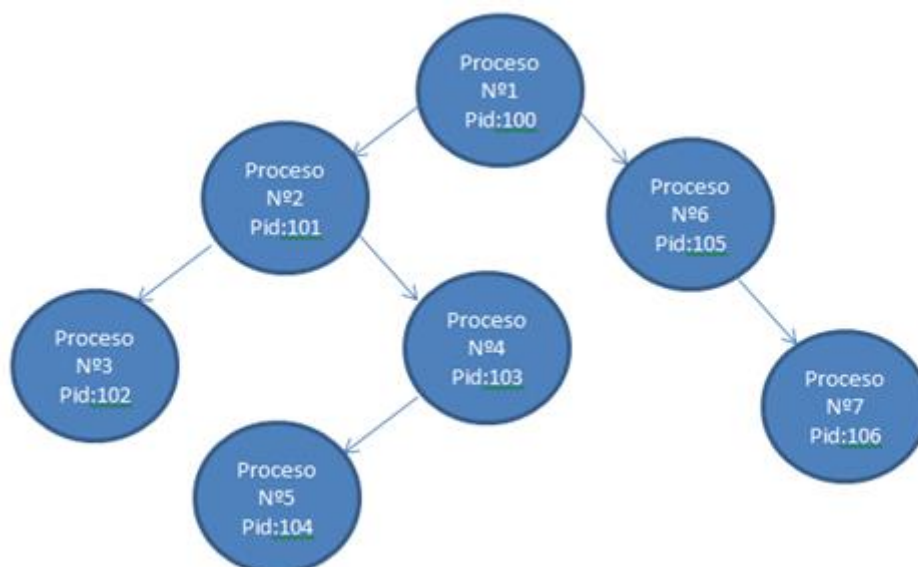 Proceso
Nº1
Pid:100
Proceso
Nº2
Pid:101
Proceso
Nº6
Pid:105
Proceso
Nº3
Pid:102
Proceso
Nº4
Pid:103
Proceso
Nº7
Pid:106
Proceso
Nº5
Pid:104